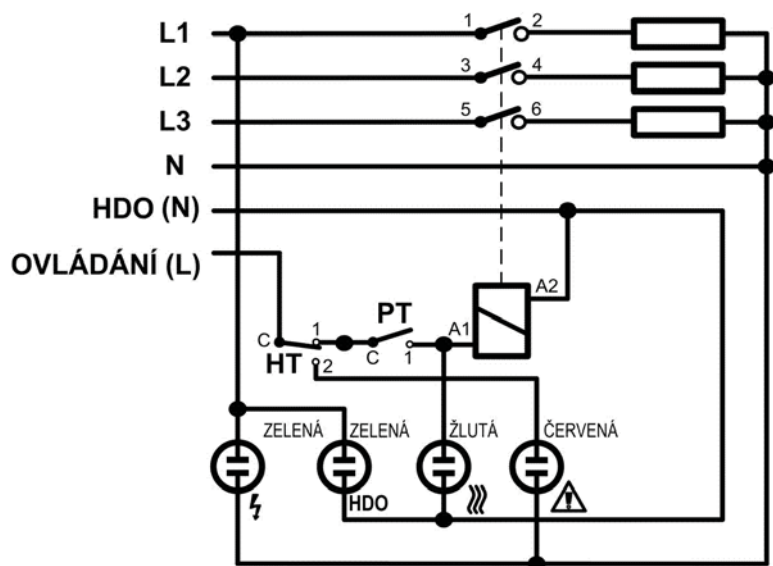 L1 1 2
L2 3 4
L3 5 6
N
HDO (N)
OVLÁDÁNÍ (L)
A2
PT A1
C 1 C 1
HT 2
ZELENÁ ZELENÁ ŽLUTÁ ČERVENÁ
HDO